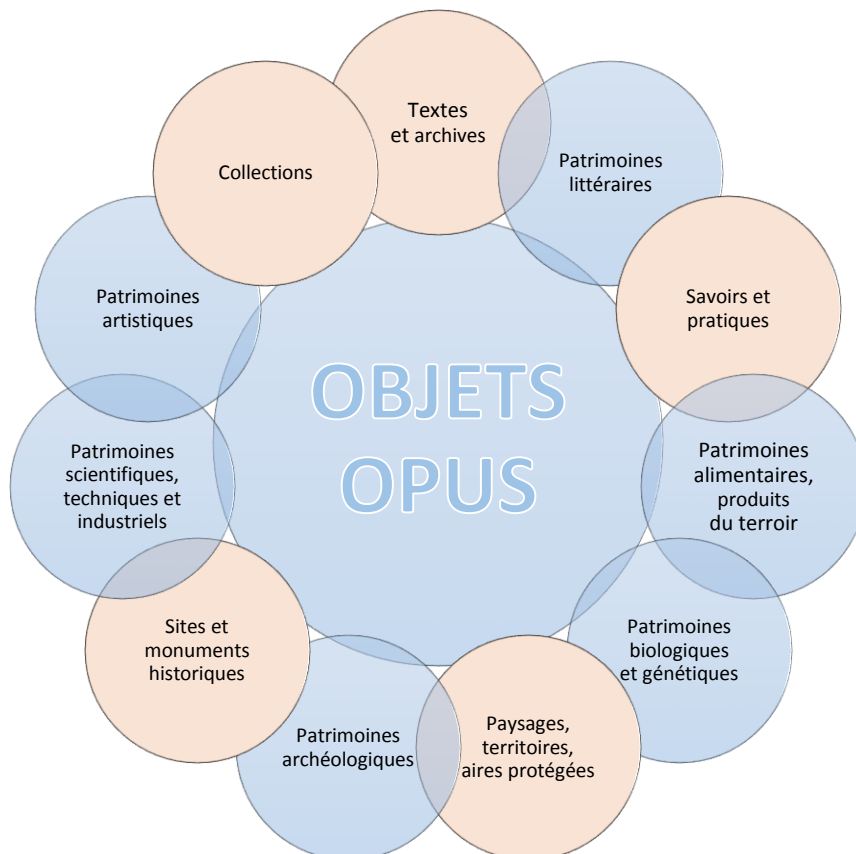 Textes
et archives
Patrimoines
littéraires
Savoirs et
pratiques
Patrimoines
alimentaires,
produits
du terroir
Patrimoines
biologiques
et génétiques
Paysages,
territoires,
aires protégées
Patrimoines
archéologiques
Sites et
monuments
historiques
Patrimoines
scientifiques,
techniques et
industriels
Patrimoines
artistiques
Collections
OBJETS
OPUS